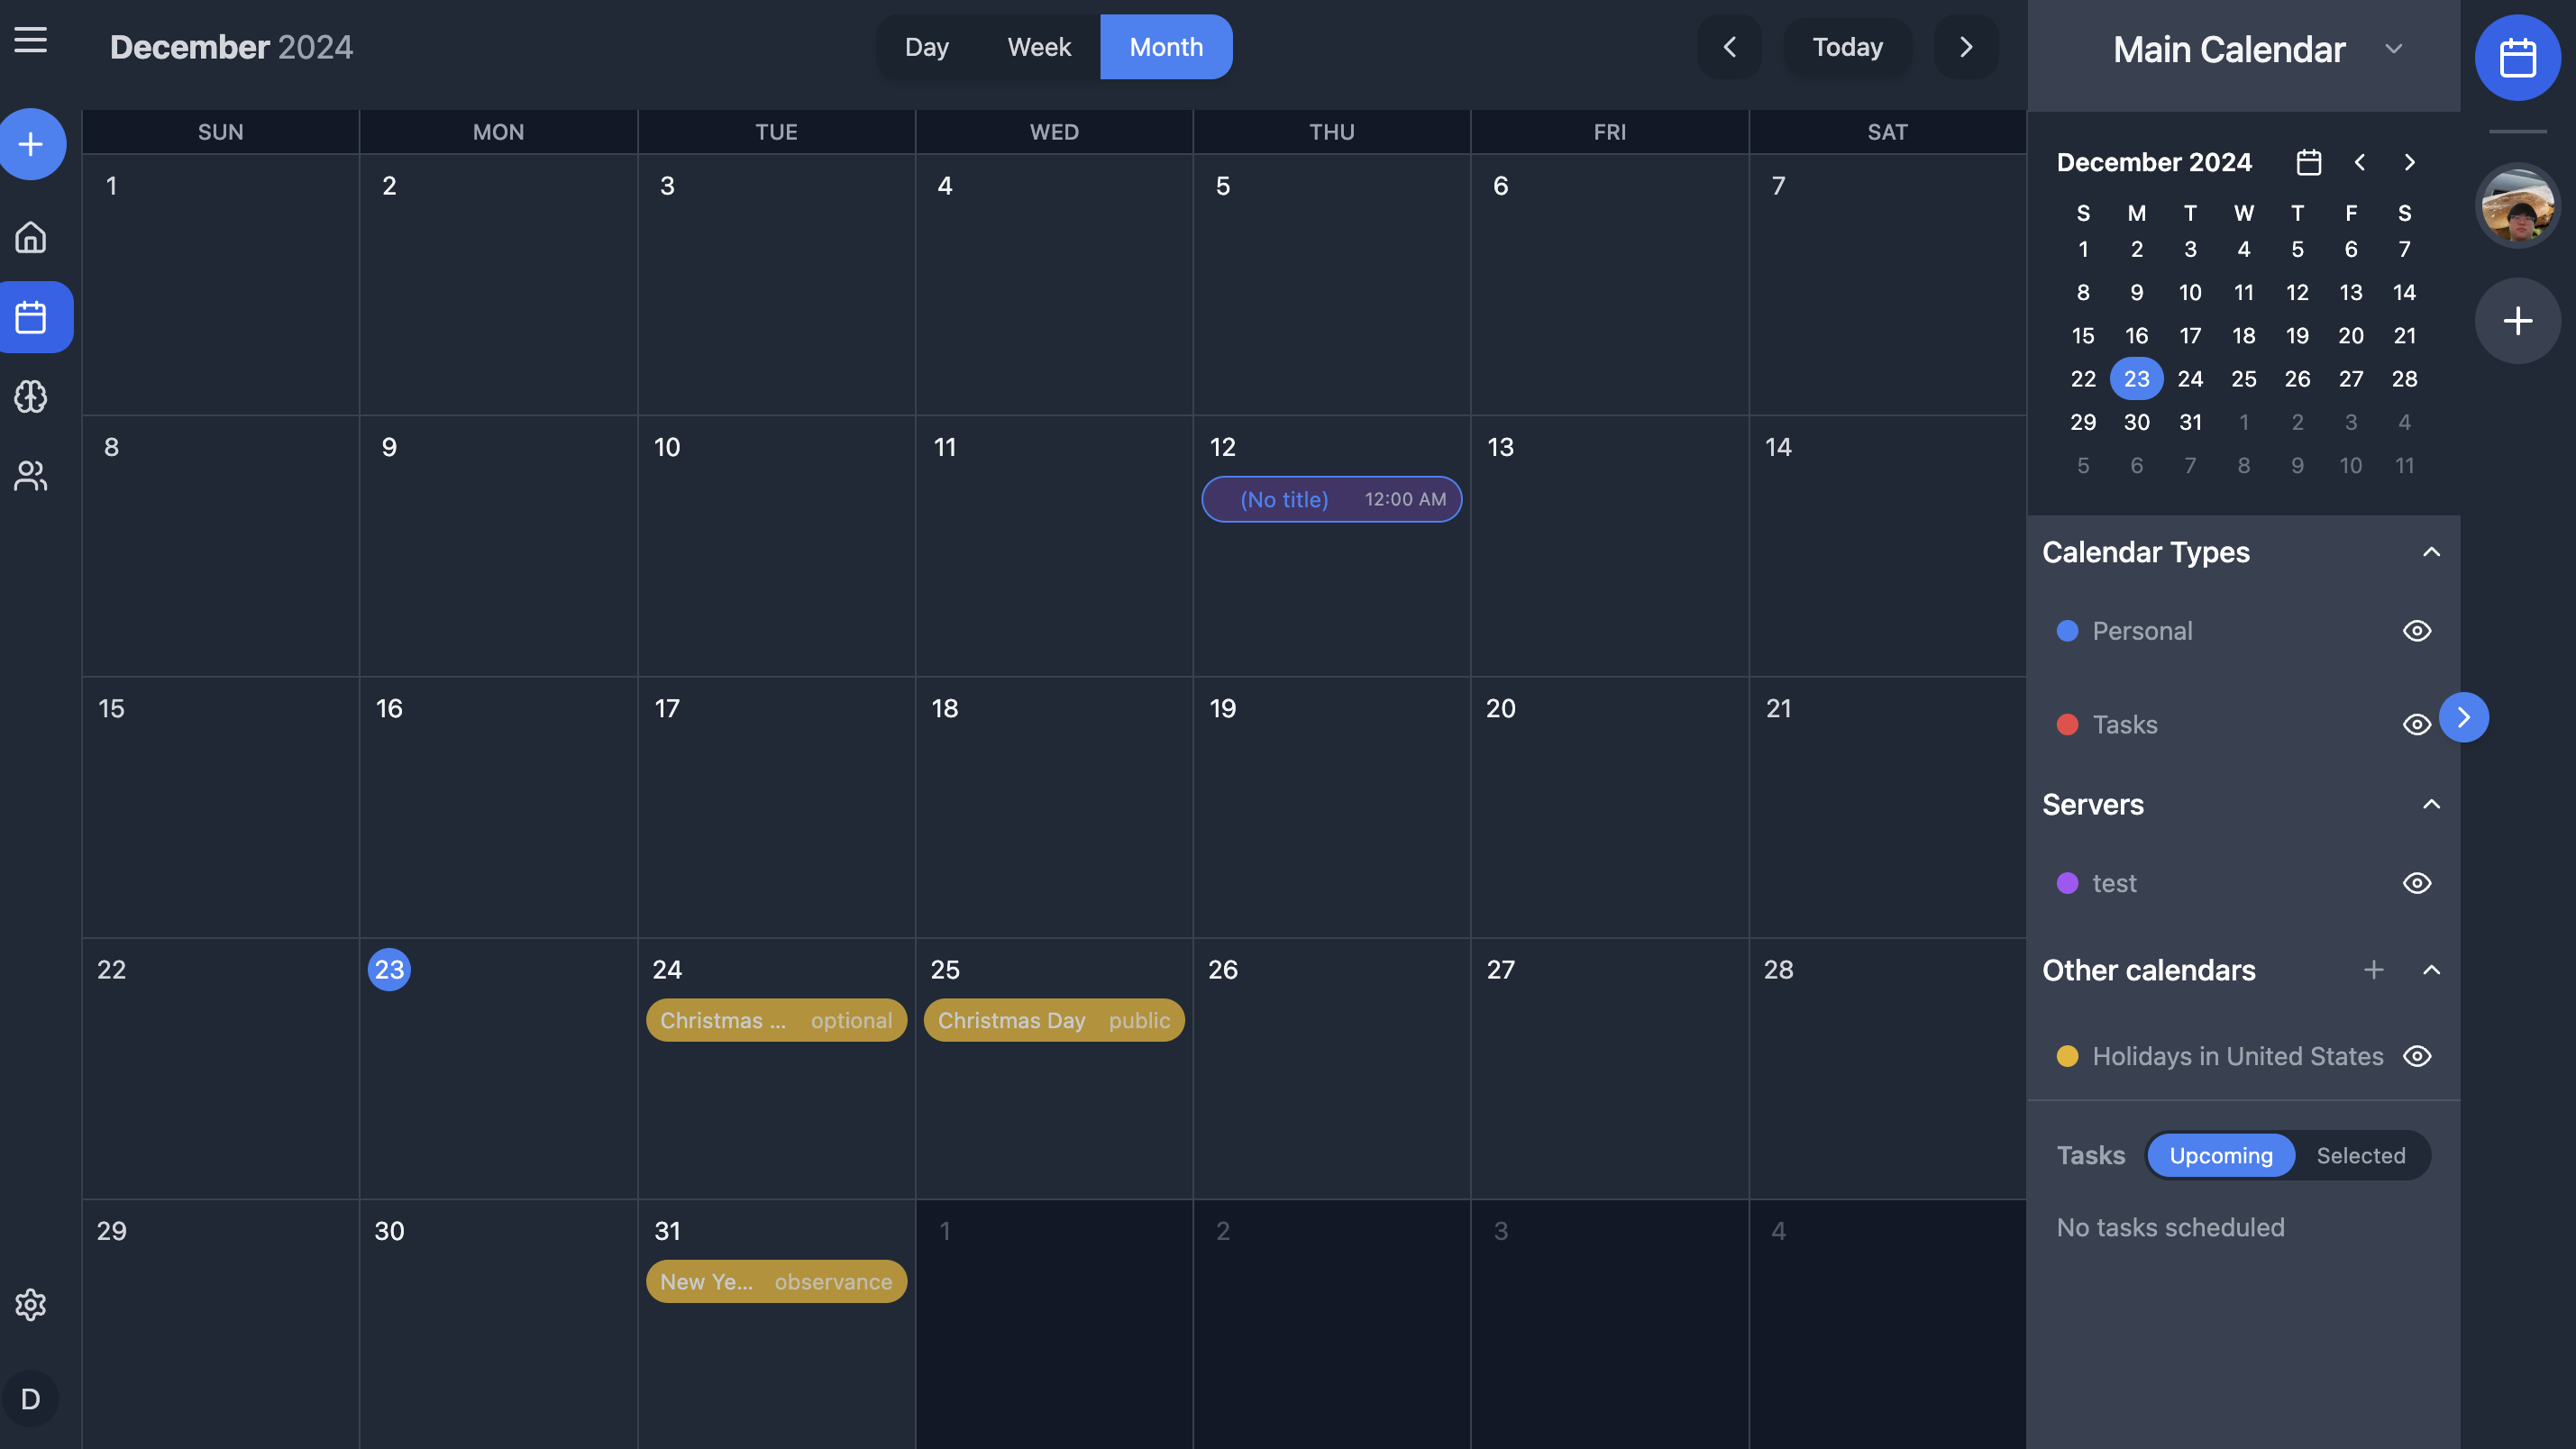 December 2024
Day Week Month
Today
Main Calendar
SUN MON TUE WED THU FRI SAT
1 2 3 4 5 6 7
8 9 10 11 12 13 14
(No title) 12:00 AM
15 16 17 18 19 20 21
22 23 24 25 26 27 28
Christmas ... optional
Christmas Day public
29 30 31 1 2 3 4
New Ye... observance
D
December 2024
S M T W T F S
1 2 3 4 5 6 7
8 9 10 11 12 13 14
15 16 17 18 19 20 21
22 23 24 25 26 27 28
29 30 31 1 2 3 4
5 6 7 8 9 10 11
Calendar Types
Personal
Tasks
Servers
test
Other calendars
Holidays in United States
Tasks Upcoming Selected
No tasks scheduled